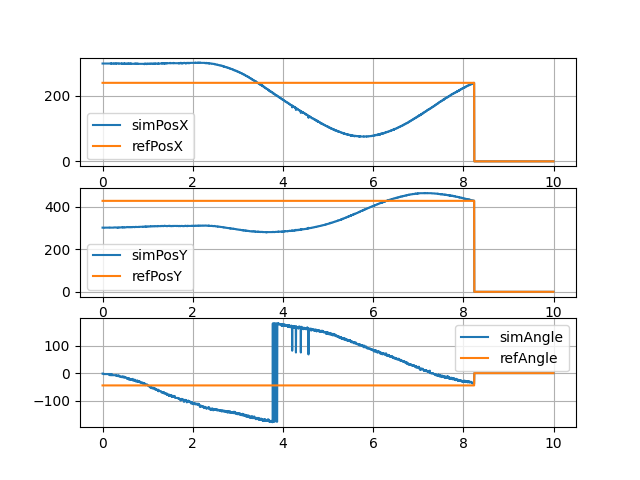 200
0
simPosX
refPosX
0 2 4 6 8 10
400
200
0
simPosY
refPosY
0 2 4 6 8 10
100
0
−100
simAngle
refAngle
0 2 4 6 8 10